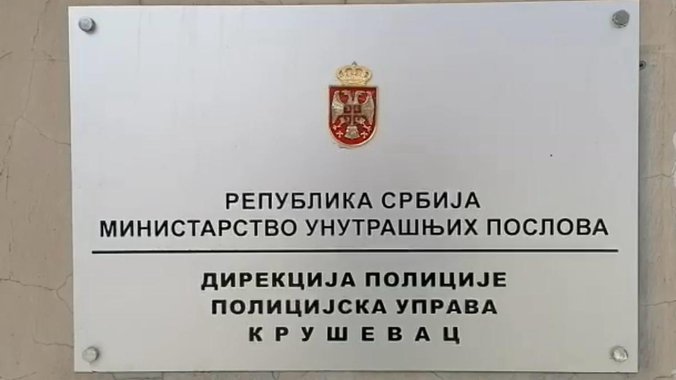 РЕПУБЛИКА СРБИЈА
МИНИСТАРСТВО УНУТРАШЊИХ ПОСЛОВА
ДИРЕКЦИЈА ПОЛИЦИЈЕ
ПОЛИЦИЈСКА УПРАВА
КРУШЕВАЦ